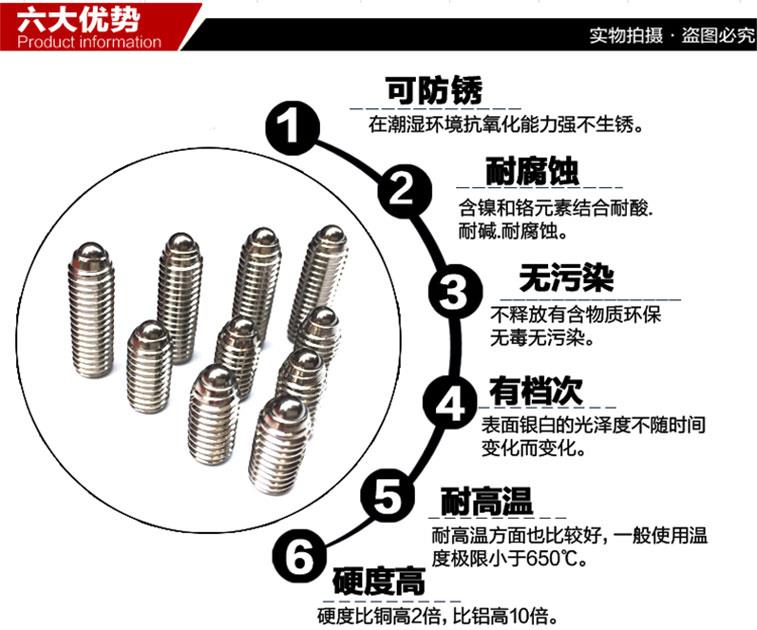 六大优势
Product information
实物拍摄 · 盗图必究
1
可防锈
在潮湿环境抗氧化能力强不生锈。
2
耐腐蚀
含镍和铬元素结合耐酸.
耐碱.耐腐蚀。
3
无污染
不释放有含物质环保
无毒无污染。
4
有档次
表面银白的光泽度不随时间
变化而变化。
5
耐高温
耐高温方面也比较好,一般使用温
度极限小于650℃。
6
硬度高
硬度比铜高2倍,比铝高10倍。